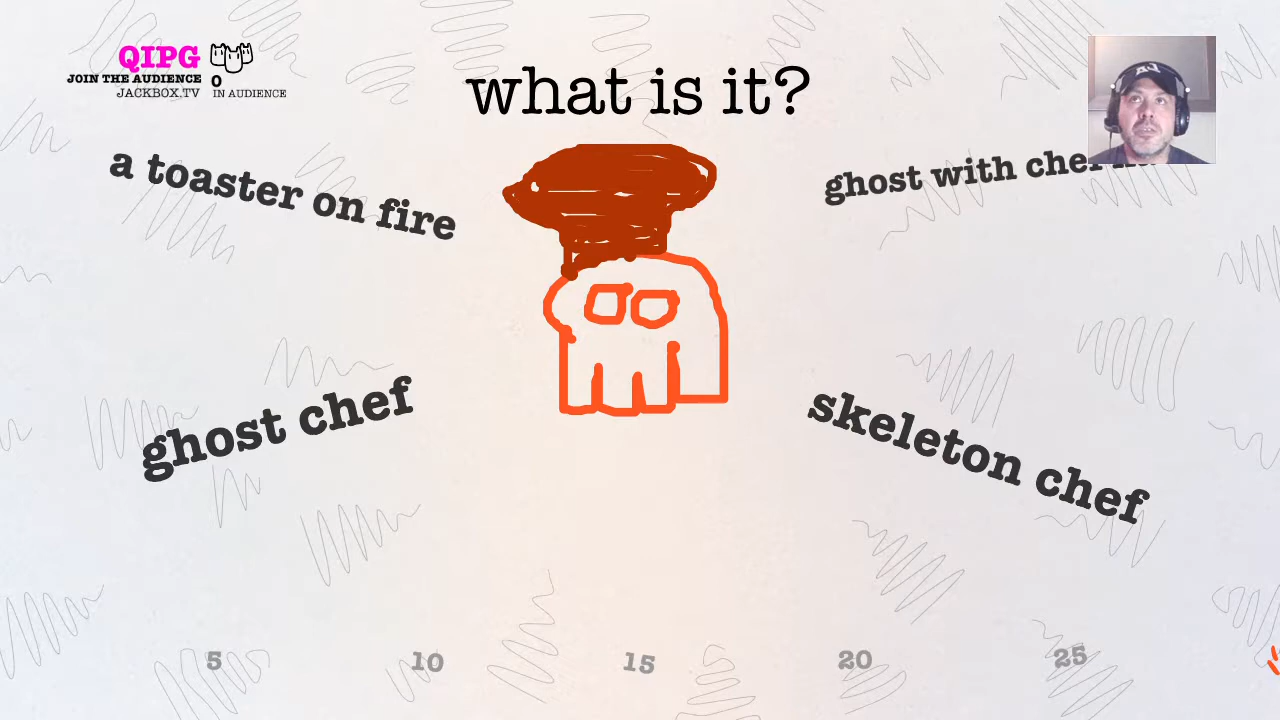 QIPG
JOIN THE AUDIENCE
JACKBOX.TV
0
IN AUDIENCE
what is it?
a toaster on fire
ghost with chef
ghost chef
skeleton chef
5
10
15
20
25